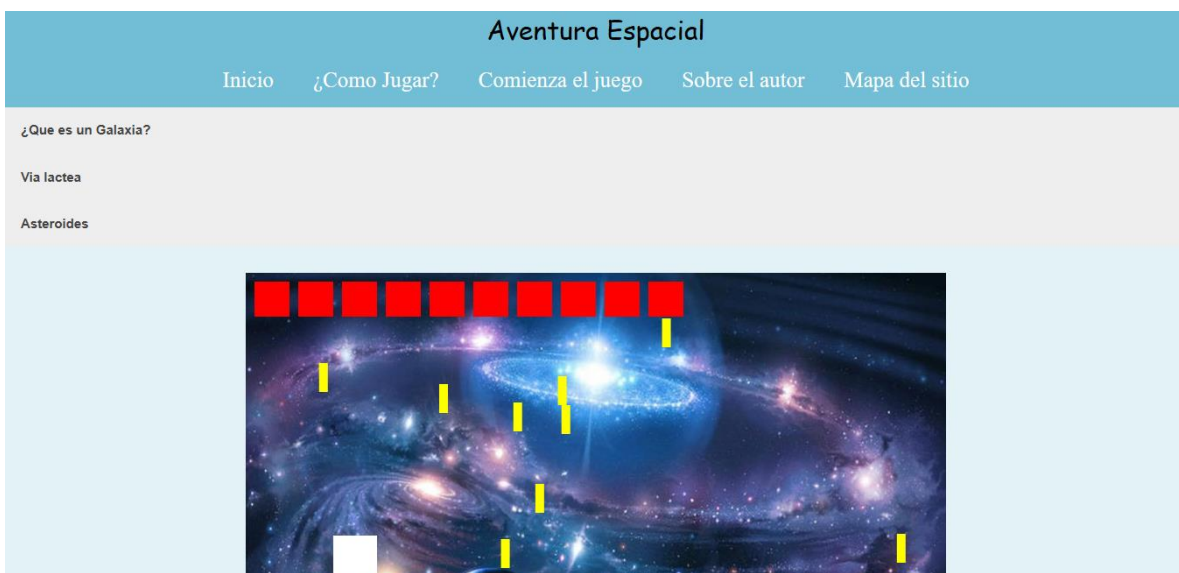 Aventura Espacial
Inicio ¿Como Jugar? Comienza el juego Sobre el autor Mapa del sitio
¿Que es un Galaxia?
Via lactea
Asteroides